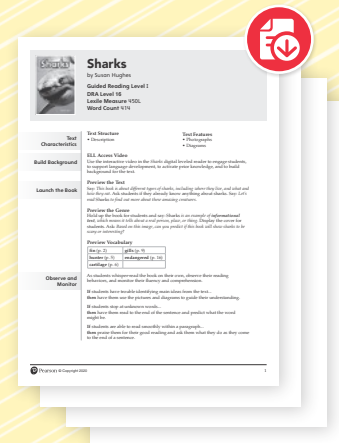 Sharks
Sharks
by Susan Hughes
Guided Reading Level I
DRA Level 16
Lexile Measure 450L
Word Count 414
Text
Characteristics
Text Structure
• Description
Text Features
• Photographs
• Diagrams
Build Background
ELL Access Video
Use the interactive video in the Sharks digital leveled reader to engage students,
to support language development, to activate prior knowledge, and to build
background for the text.
Launch the Book
Preview the Text
Say: This book is about different types of sharks, including where they live, and what and
how they eat. Ask students if they already know anything about sharks. Say: Let's
read Sharks to find out more about these amazing creatures.
Preview the Genre
Hold up the book for students and say: Sharks is an example of informational
text, which means it tells about a real person, place, or thing. Display the cover for
students. Ask: Based on this image, can you predict if this book will show sharks to be
scary or interesting?
Preview Vocabulary
fin (p. 2) gills (p. 9)
hunter (p. 5) endangered (p. 16)
cartilage (p. 6)
Observe and
Monitor
As students whisper-read the book on their own, observe their reading
behaviors, and monitor their fluency and comprehension.
If students have trouble identifying main ideas from the text...
then have them use the pictures and diagrams to guide their understanding.
If students stop at unknown words...
then have them read to the end of the sentence and predict what the word
might be.
If students are able to read smoothly within a paragraph...
then praise them for their good reading and ask them what they do as they come
to the end of a sentence.
Pearson © Copyright 2020.
1